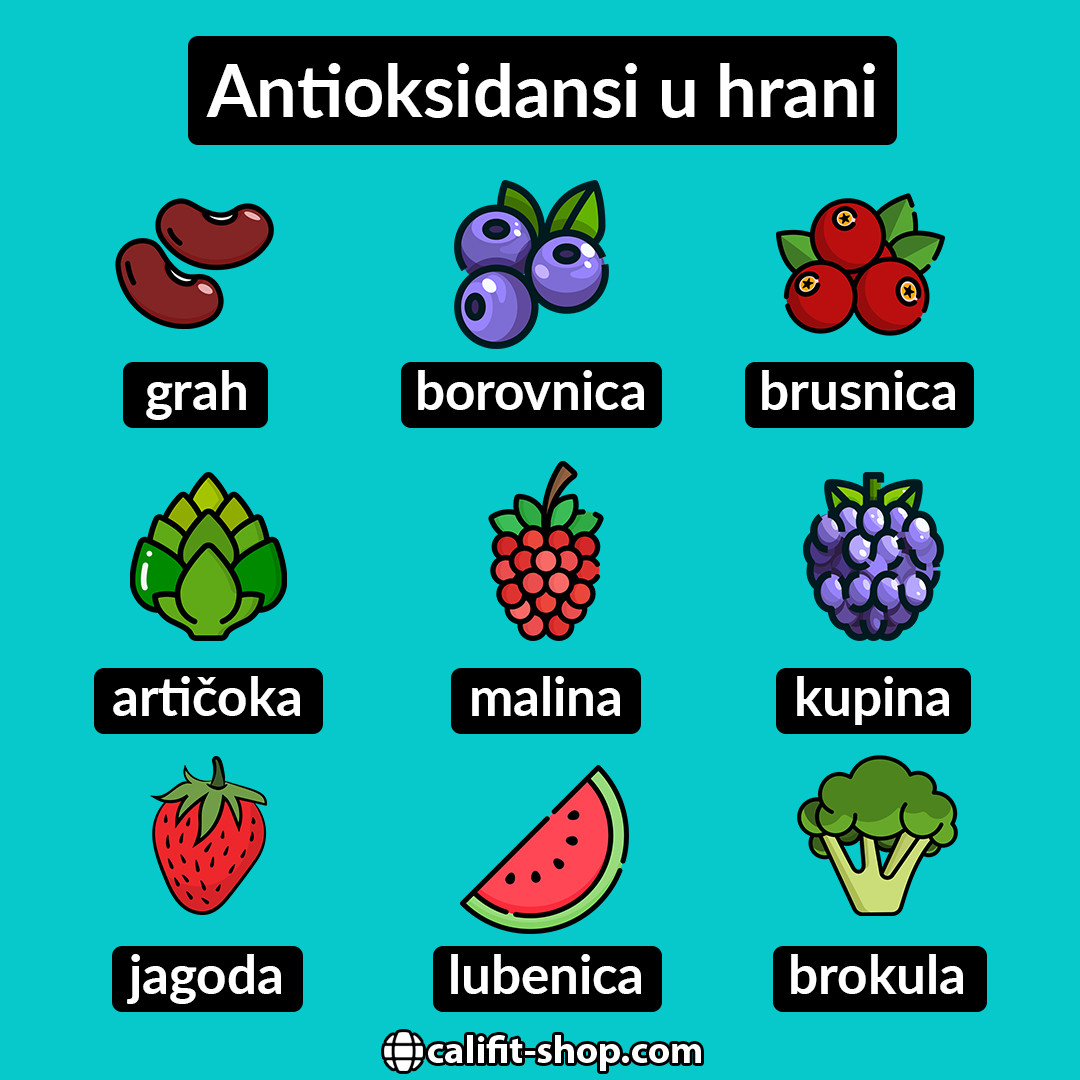 Antioksidansi u hrani
grah
borovnica
brusnica
artičoka
malina
kupina
jagoda
lubenica
brokula
califit-shop.com